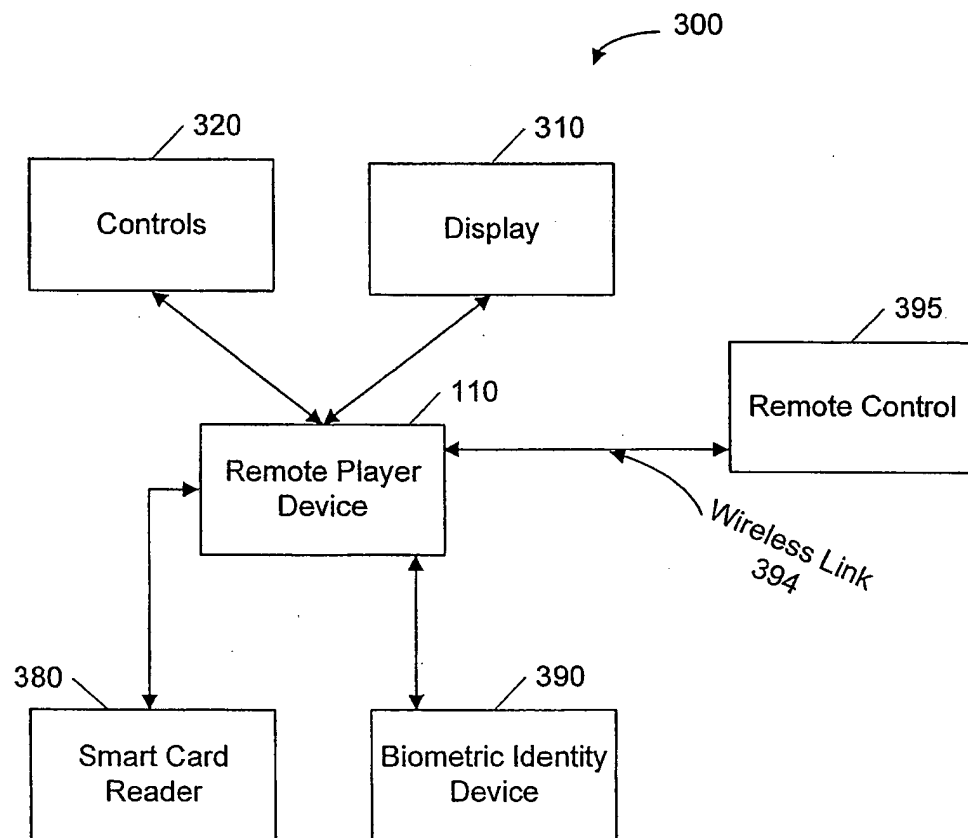 300
320
310
Controls
Display
395
Remote Control
110
Remote Player
Device
Wireless Link
394
380
390
Smart Card
Reader
Biometric Identity
Device